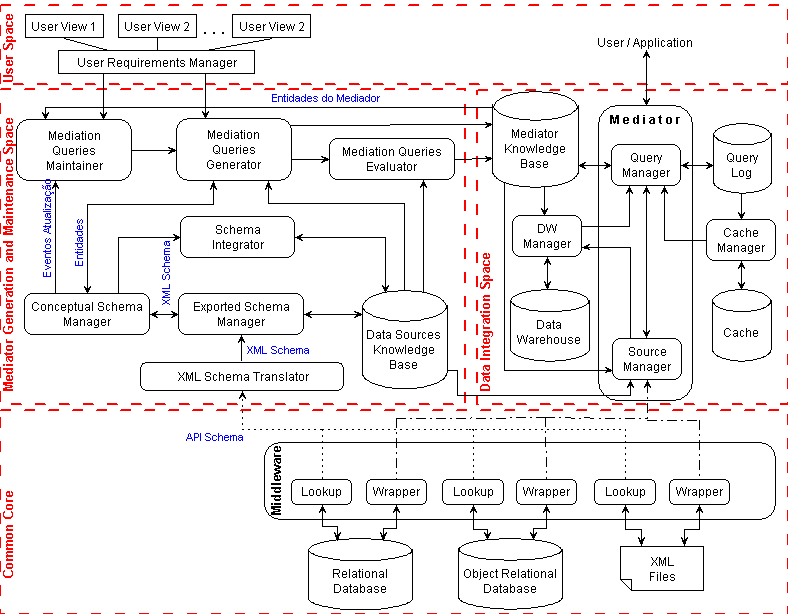 User Space
User View 1
User View 2
. . .
User View 2
User Requirements Manager
User / Application
Mediator Generation and Maintenance Space
Entidades do Mediador
Mediation
Queries
Maintainer
Mediation
Queries
Generator
Mediation Queries
Evaluator
Eventos Atualização
Entidades
Schema
Integrator
XML Schema
Conceptual Schema
Manager
Exported Schema
Manager
Data Sources
Knowledge
Base
XML Schema
XML Schema Translator
Data Integration Space
Mediator
Knowledge
Base
Mediator
Query
Manager
Query
Log
DW
Manager
Cache
Manager
Data
Warehouse
Cache
Source
Manager
Common Core
API Schema
Middleware
Lookup
Wrapper
Lookup
Wrapper
Lookup
Wrapper
Relational
Database
Object Relational
Database
XML
Files